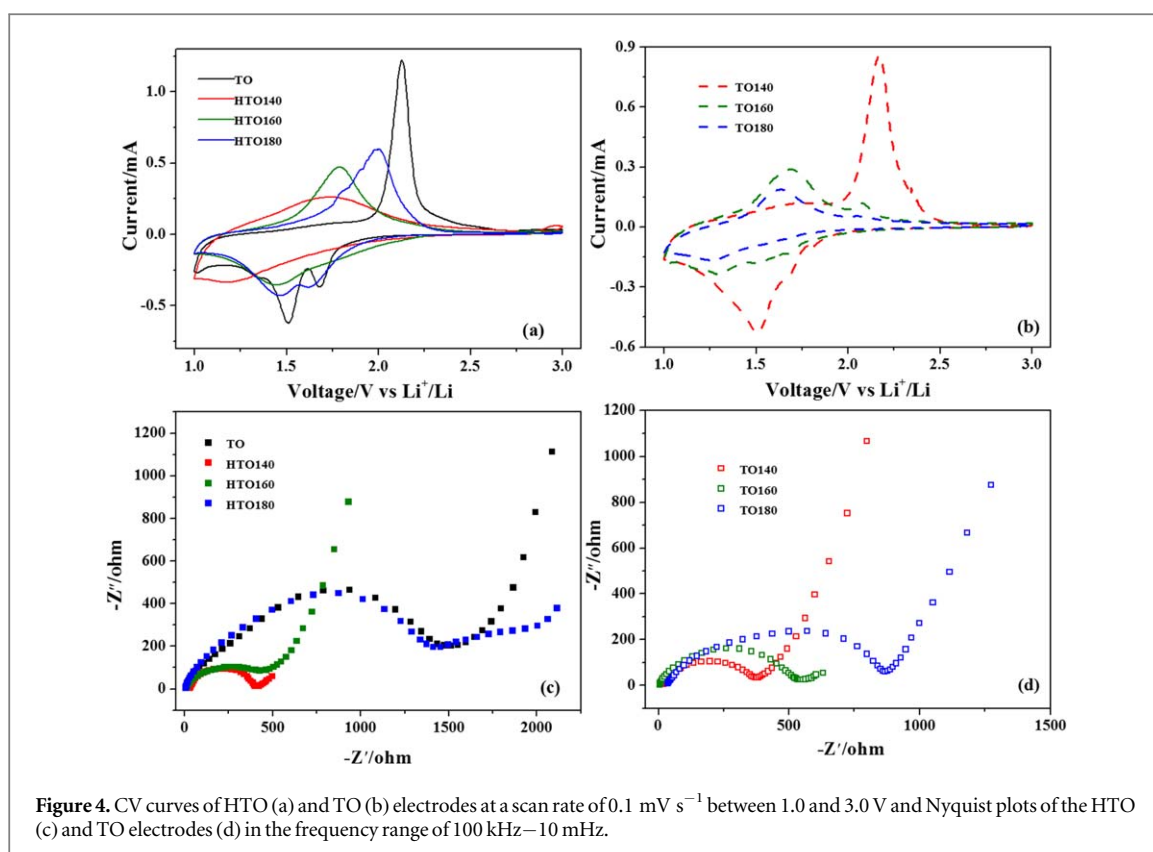 TO
HTO140
HTO160
HTO180
1.0
0.5
0.0
-0.5
Current/mA
(a)
1.0 1.5 2.0 2.5 3.0
Voltage/V vs Li⁺/Li
TO140
TO160
TO180
0.9
0.6
0.3
0.0
-0.3
-0.6
Current/mA
(b)
1.0 1.5 2.0 2.5 3.0
Voltage/V vs Li⁺/Li
TO
HTO140
HTO160
HTO180
1200
1000
800
600
400
200
0
-Z''/ohm
(c)
0 500 1000 1500 2000
-Z'/ohm
TO140
TO160
TO180
1200
1000
800
600
400
200
0
-Z''/ohm
(d)
0 500 1000 1500
-Z'/ohm
Figure 4. CV curves of HTO (a) and TO (b) electrodes at a scan rate of 0.1 mV s⁻¹ between 1.0 and 3.0 V and Nyquist plots of the HTO
(c) and TO electrodes (d) in the frequency range of 100 kHz−10 mHz.